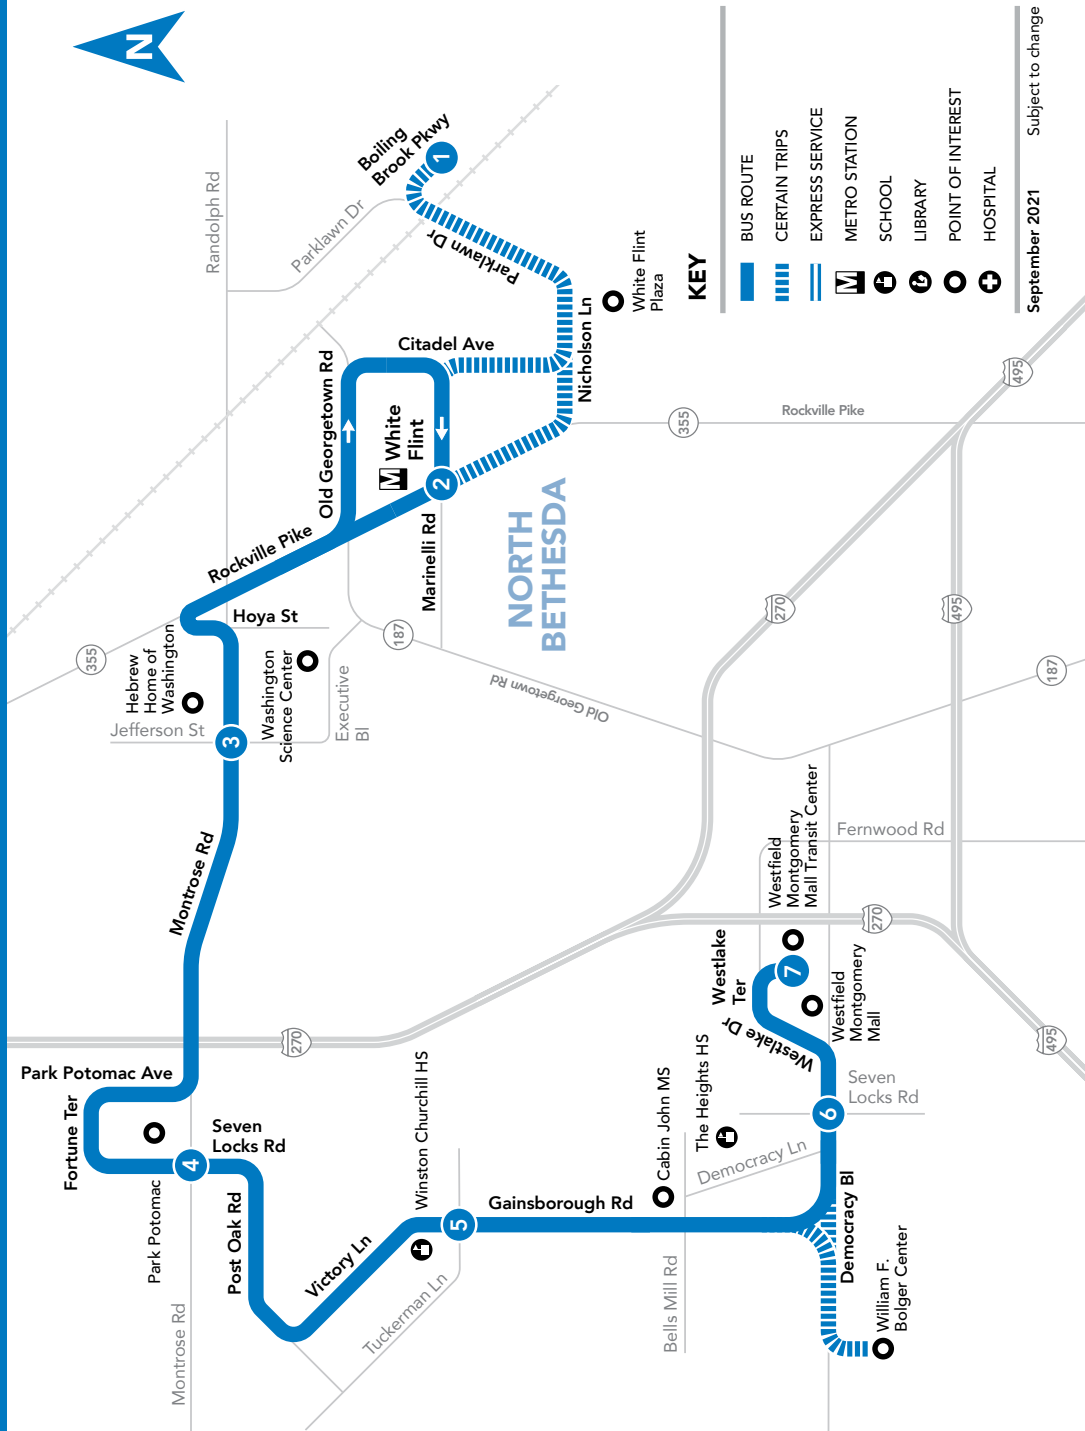 N
Randolph Rd
Parklawn Dr
Boiling
Brook Pkwy
1
Parklawn Dr
Nicholson Ln
White Flint
Plaza
Citadel Ave
Old Georgetown Rd
M White
Flint
2
Marinelli Rd
Rockville Pike
NORTH
BETHESDA
355
Rockville Pike
495
270
495
187
Hoya St
355
Hebrew
Home of
Washington
Jefferson St
3
Washington
Science Center
Executive
Bl
187
Old Georgetown Rd
Montrose Rd
270
Park Potomac Ave
Fortune Ter
Seven
Locks Rd
4
Park Potomac
Montrose Rd
Post Oak Rd
Victory Ln
Winston Churchill HS
5
Tuckerman Ln
Gainsborough Rd
Cabin John MS
The Heights HS
Democracy Ln
Bells Mill Rd
Democracy Bl
William F.
Bolger Center
6
Seven
Locks Rd
Westlake Dr
Westlake
Ter
7
Westfield
Montgomery
Mall Transit Center
Westfield
Montgomery
Mall
Fernwood Rd
270
495
KEY
BUS ROUTE
CERTAIN TRIPS
EXPRESS SERVICE
M METRO STATION
SCHOOL
LIBRARY
POINT OF INTEREST
HOSPITAL
September 2021 Subject to change